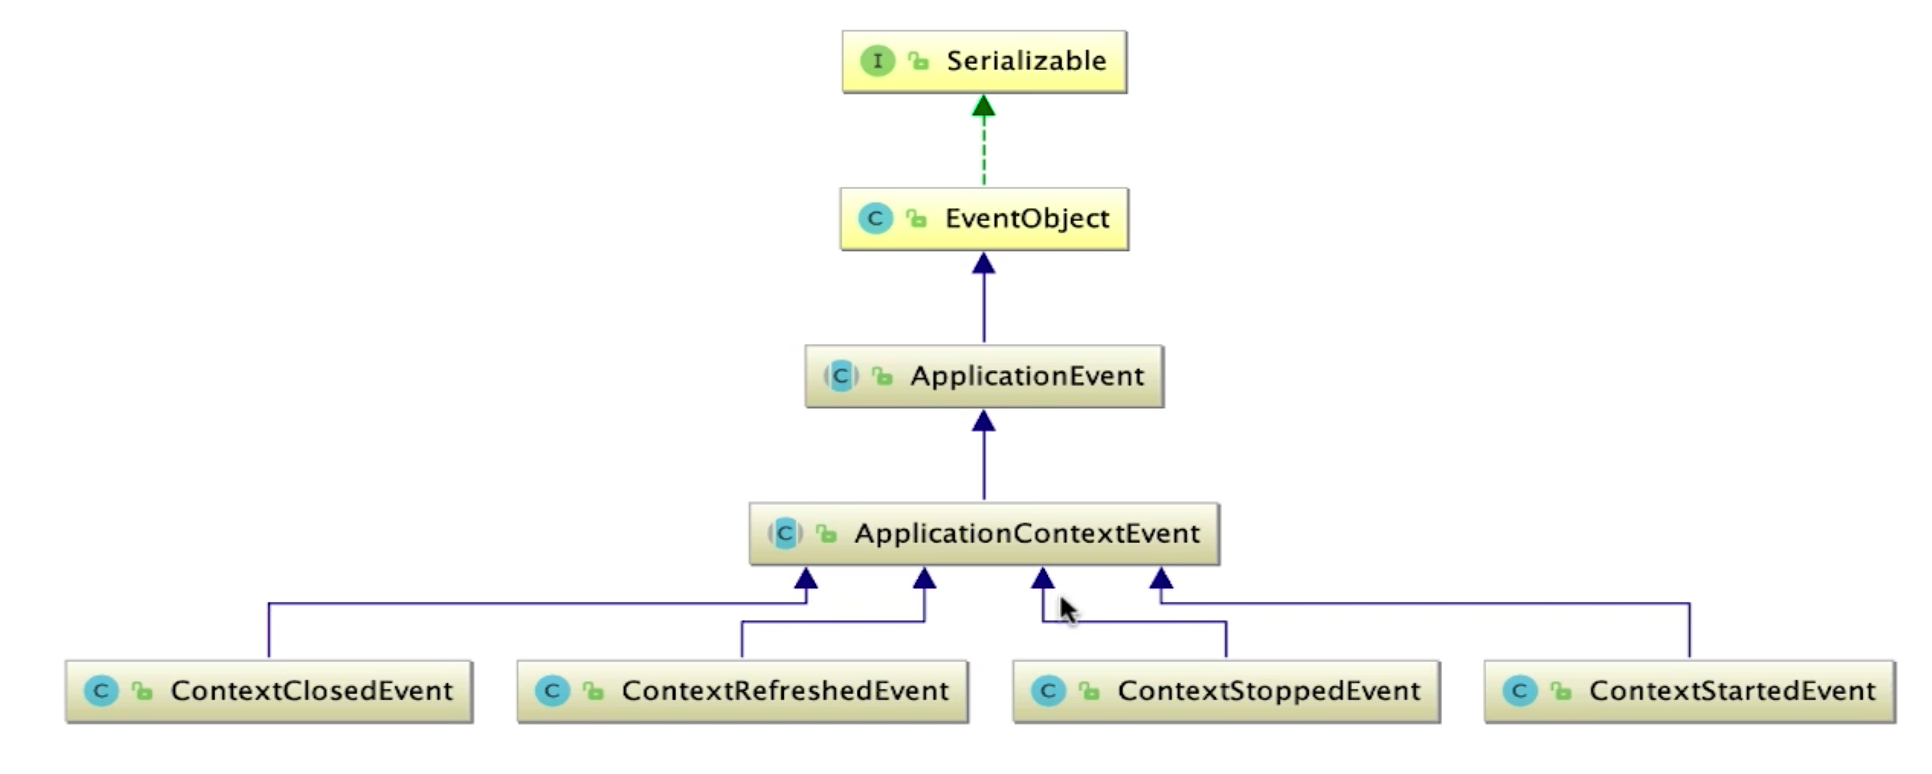 I Serializable
C EventObject
C ApplicationEvent
C ApplicationContextEvent
C ContextClosedEvent
C ContextRefreshedEvent
C ContextStoppedEvent
C ContextStartedEvent